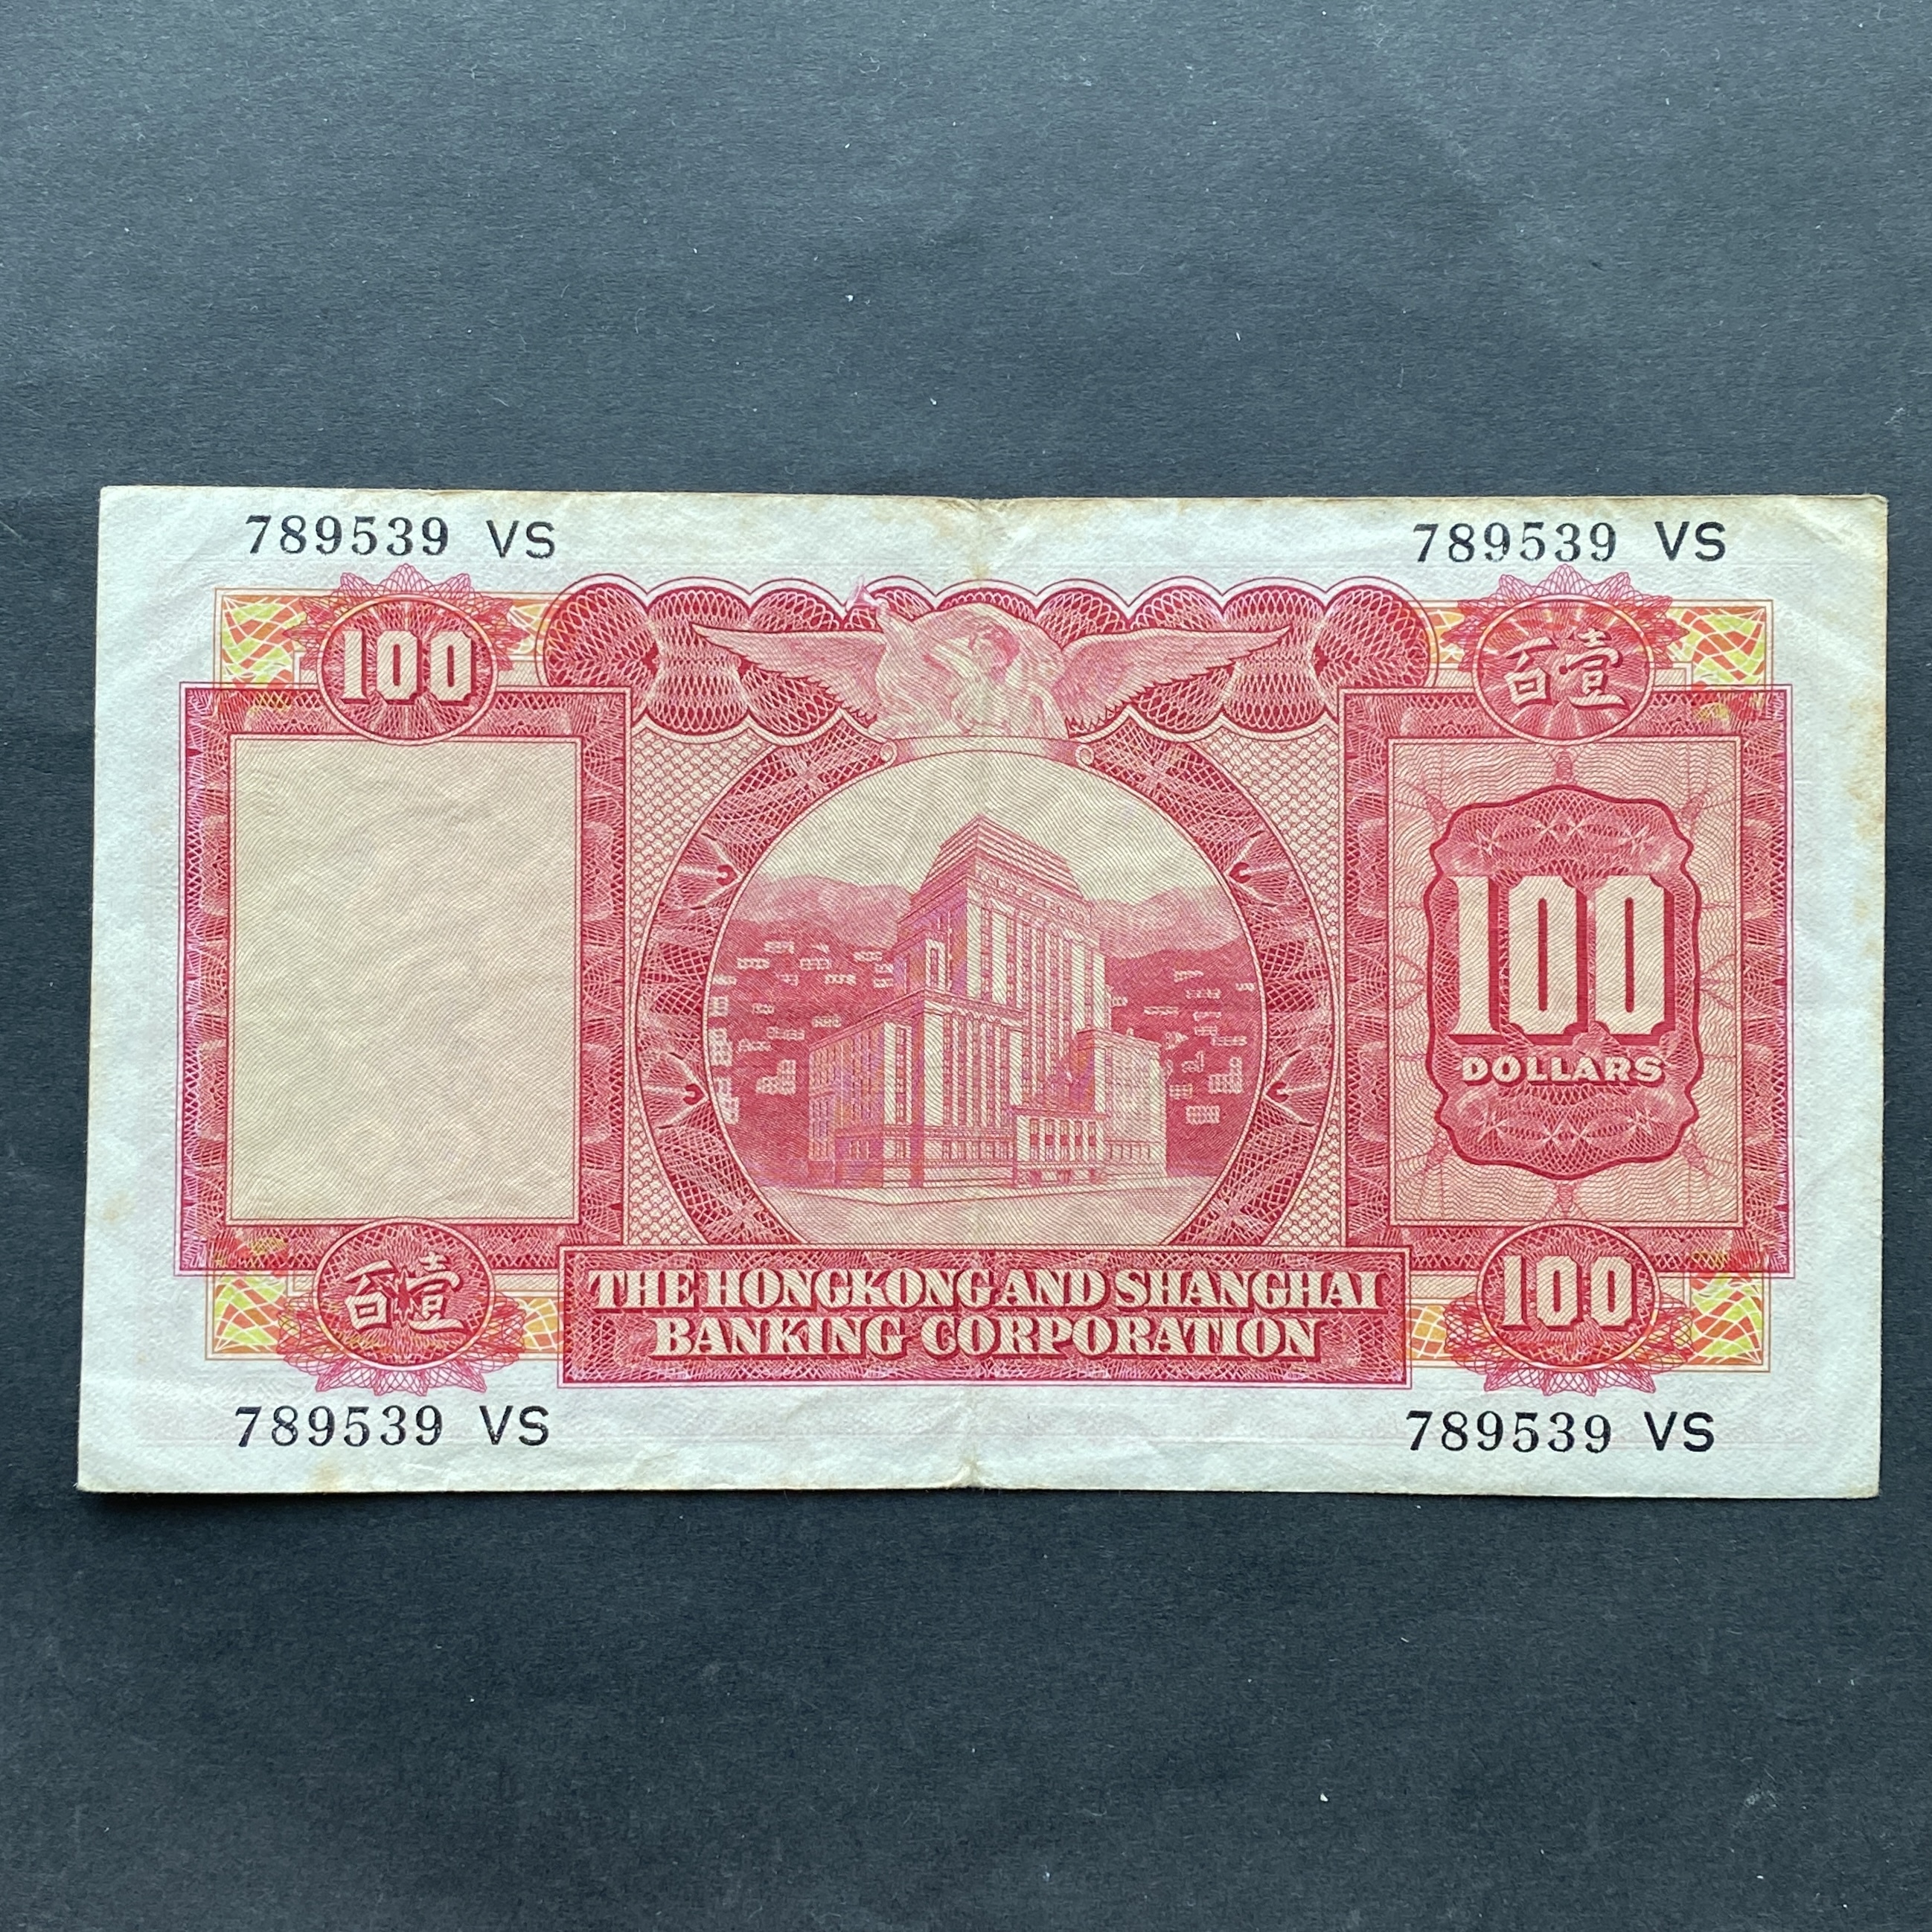 789539 VS
789539 VS
100
百壹
100
DOLLARS
百壹
100
THE HONGKONG AND SHANGHAI
BANKING CORPORATION
789539 VS
789539 VS